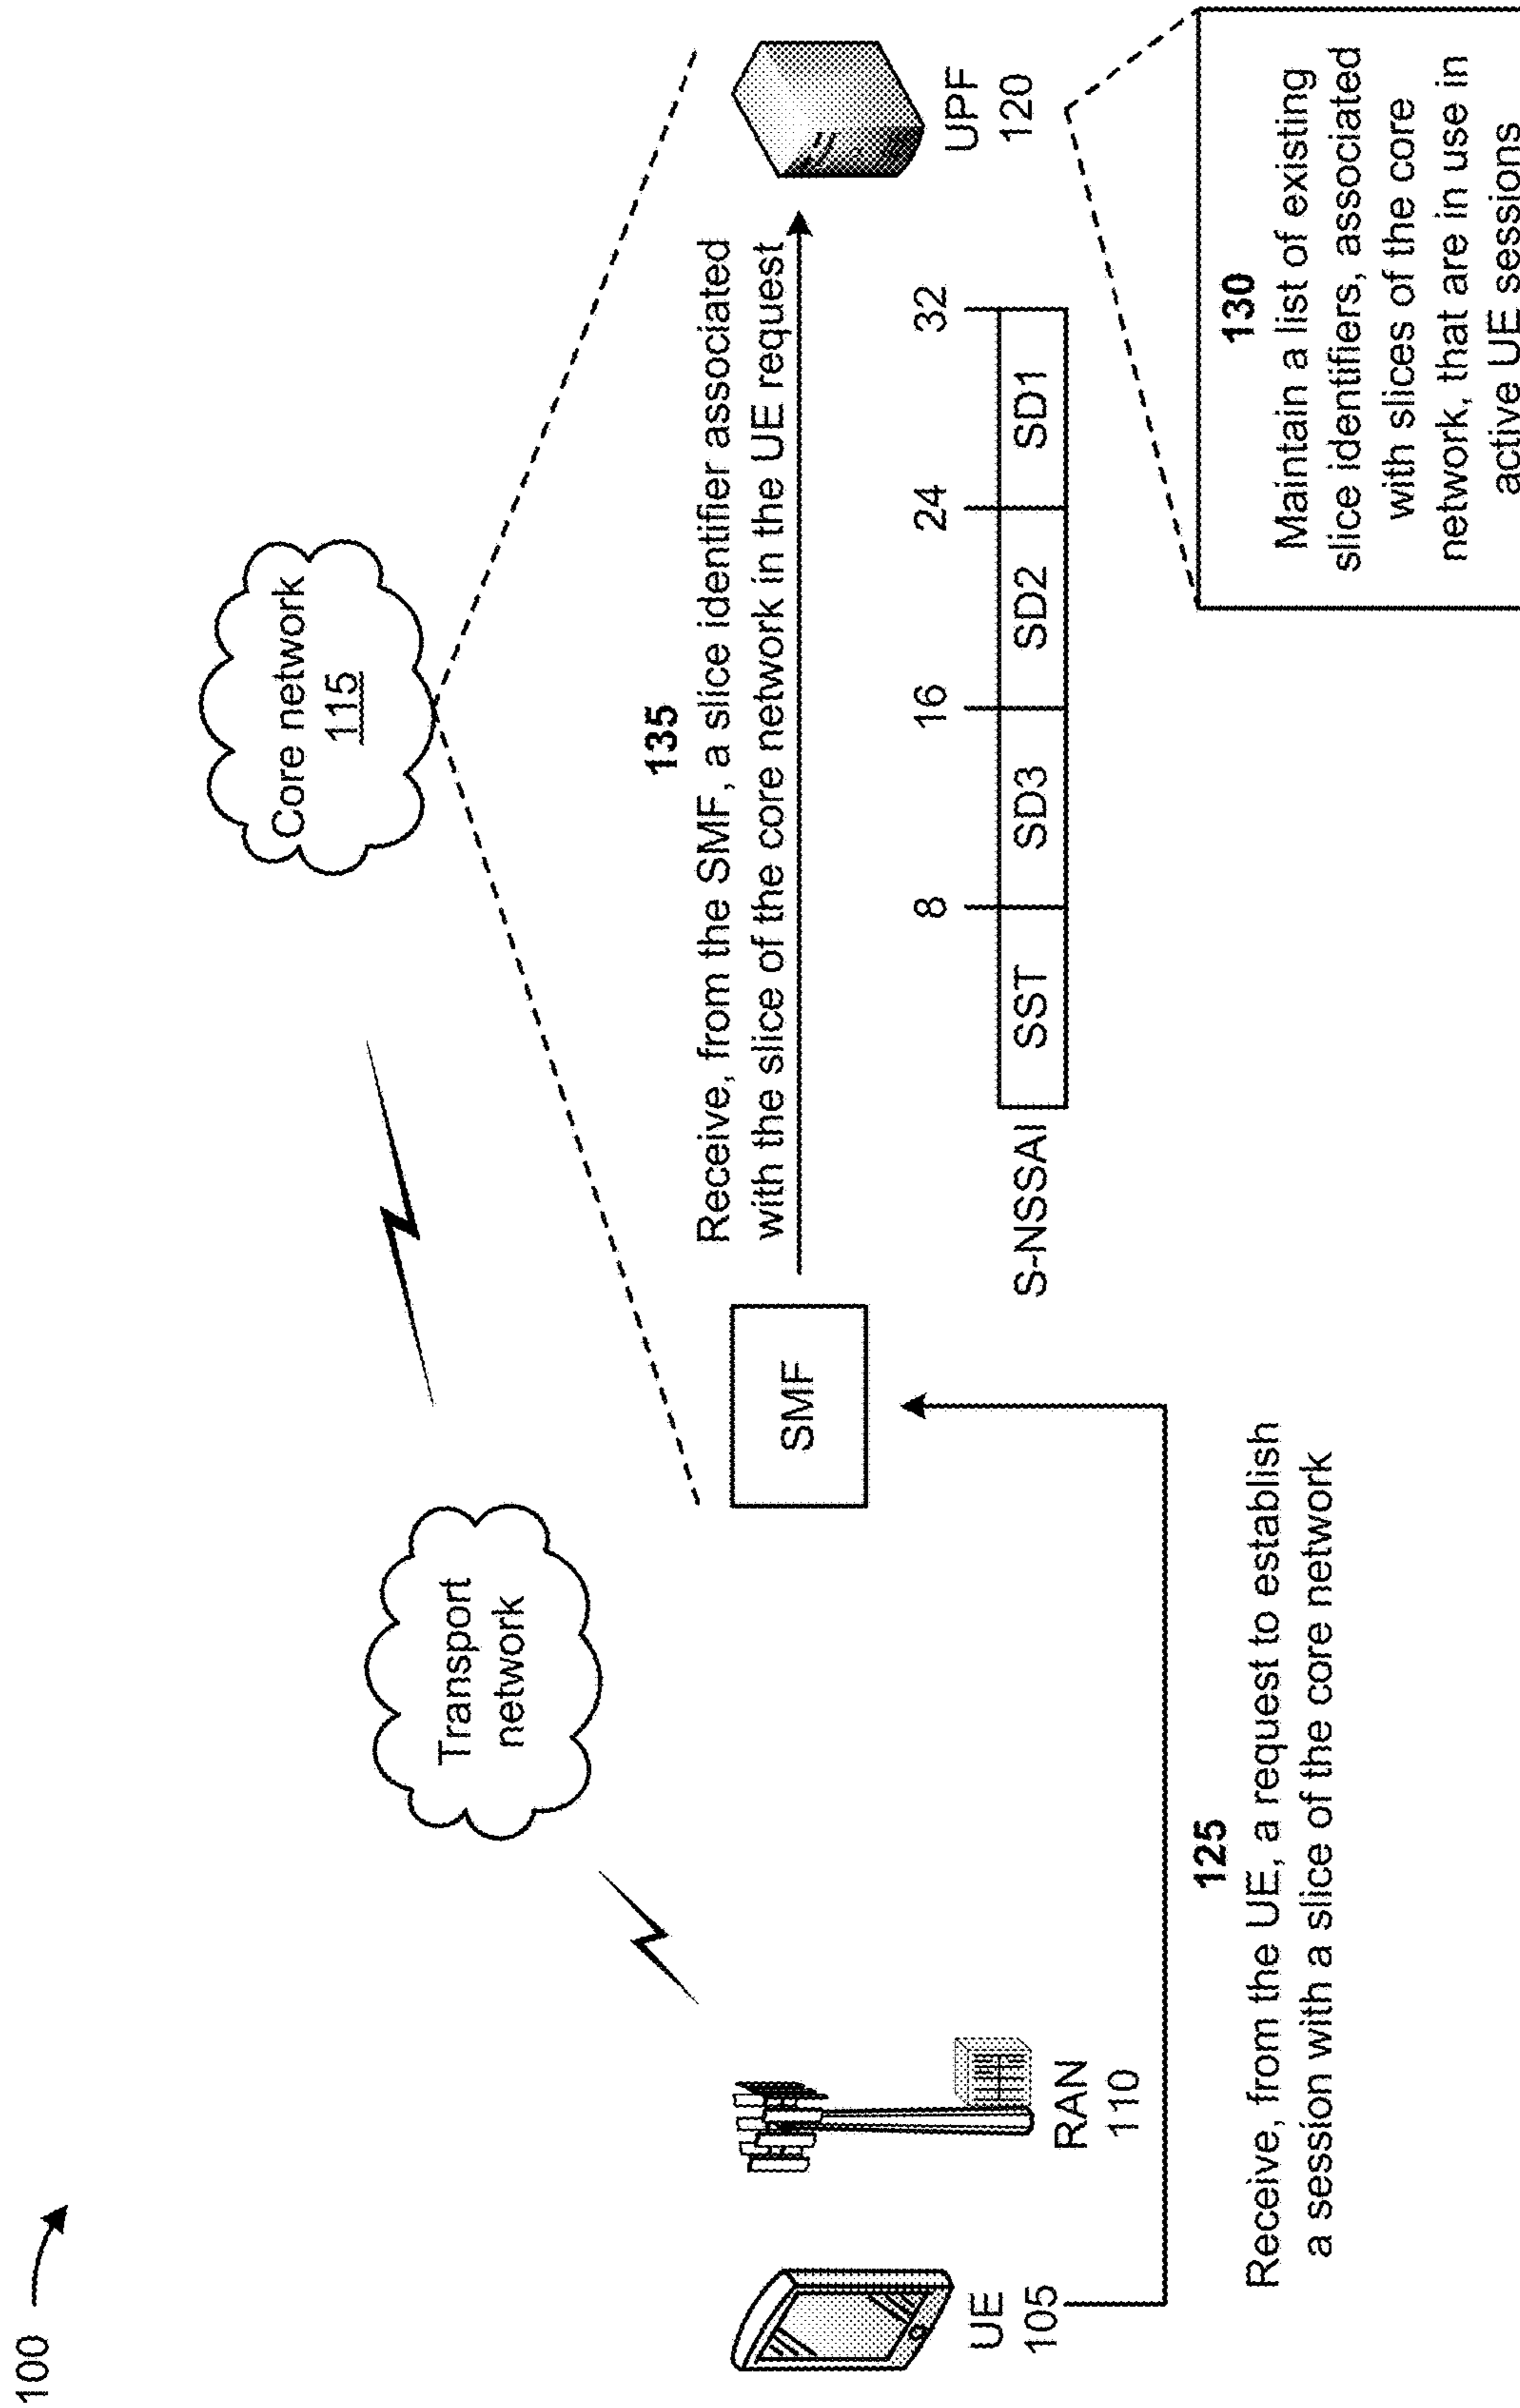 100
Core network
115
Transport
network
135
Receive, from the SMF, a slice identifier associated
with the slice of the core network in the UE request
SMF
UE
105
RAN
110
UPF
120
8
16
24
32
S-NSSAI
SST
SD3
SD2
SD1
125
Receive, from the UE, a request to establish
a session with a slice of the core network
130
Maintain a list of existing
slice identifiers, associated
with slices of the core
network, that are in use in
active UE sessions